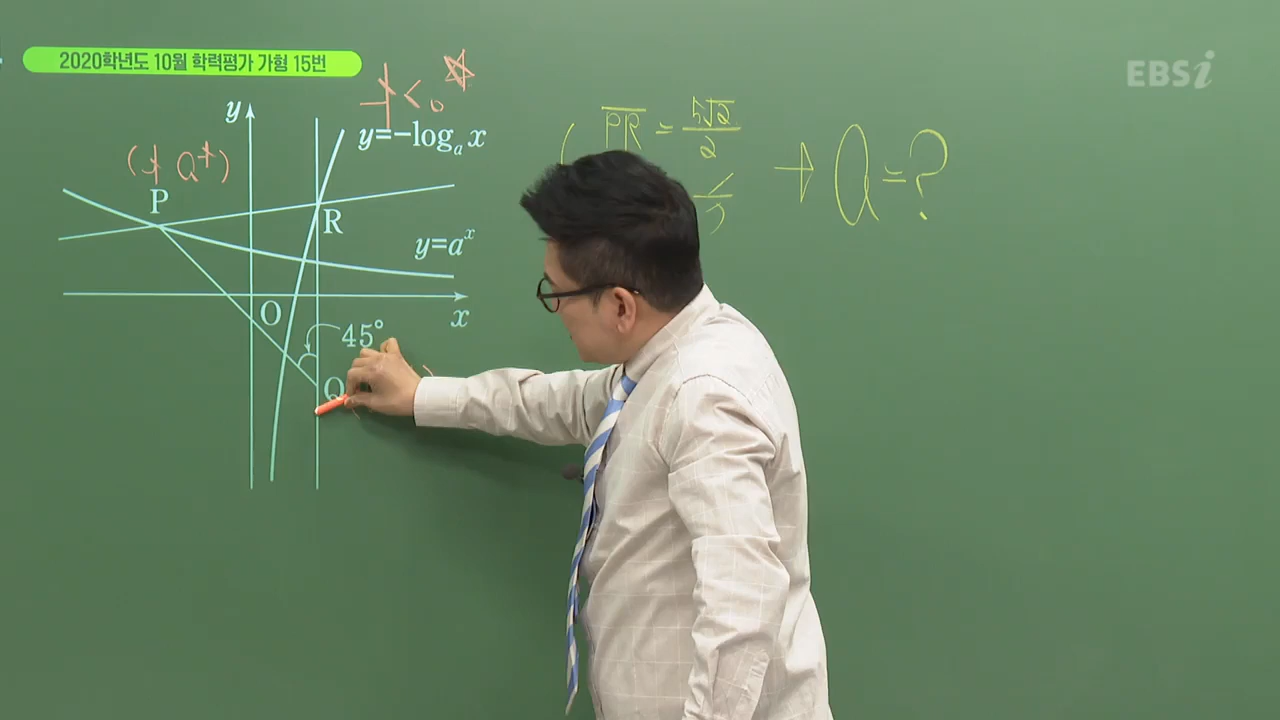 2020학년도 10월 학력평가 가형 15번
EBSi
t<0
y
y=-logₐx
PR = 5√2/2
→ a=?
(t, aᵗ)
P
R
y=aˣ
O
x
45°
Q